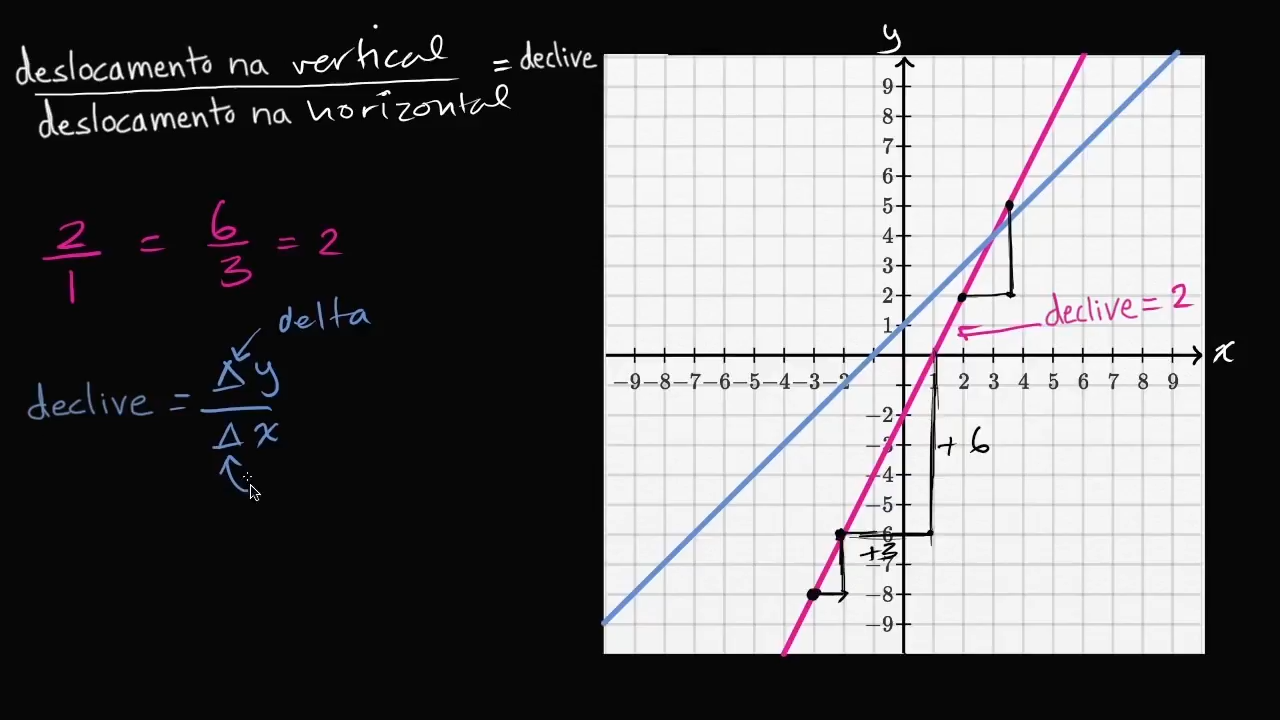 deslocamento na vertical = declive
deslocamento na horizontal
2/1 = 6/3 = 2
delta
declive = Δy/Δx
y
9
8
7
6
5
4
3
2
1
declive = 2
x
−9 −8 −7 −6 −5 −4 −3 −2 1 2 3 4 5 6 7 8 9
−2
−3
+ 6
−4
−5
−6
+3
−7
−8
−9